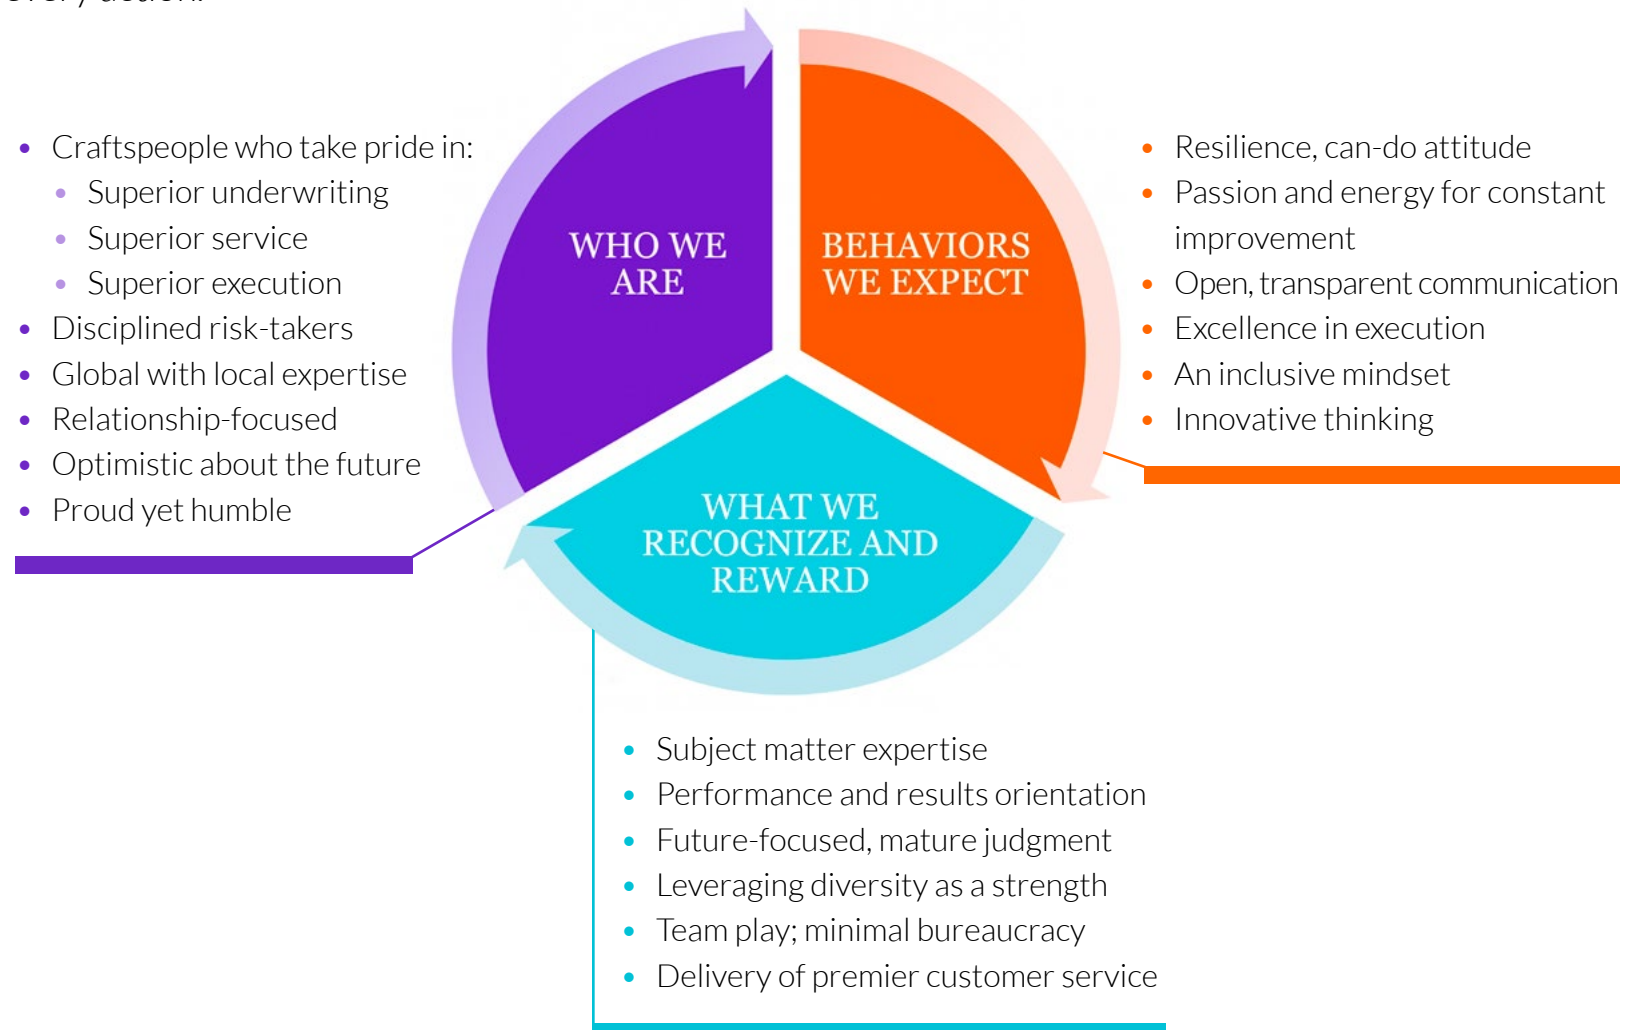 every action.
WHO WE
ARE
BEHAVIORS
WE EXPECT
WHAT WE
RECOGNIZE AND
REWARD
• Craftspeople who take pride in:
• Superior underwriting
• Superior service
• Superior execution
• Disciplined risk-takers
• Global with local expertise
• Relationship-focused
• Optimistic about the future
• Proud yet humble
• Resilience, can-do attitude
• Passion and energy for constant
improvement
• Open, transparent communication
• Excellence in execution
• An inclusive mindset
• Innovative thinking
• Subject matter expertise
• Performance and results orientation
• Future-focused, mature judgment
• Leveraging diversity as a strength
• Team play; minimal bureaucracy
• Delivery of premier customer service